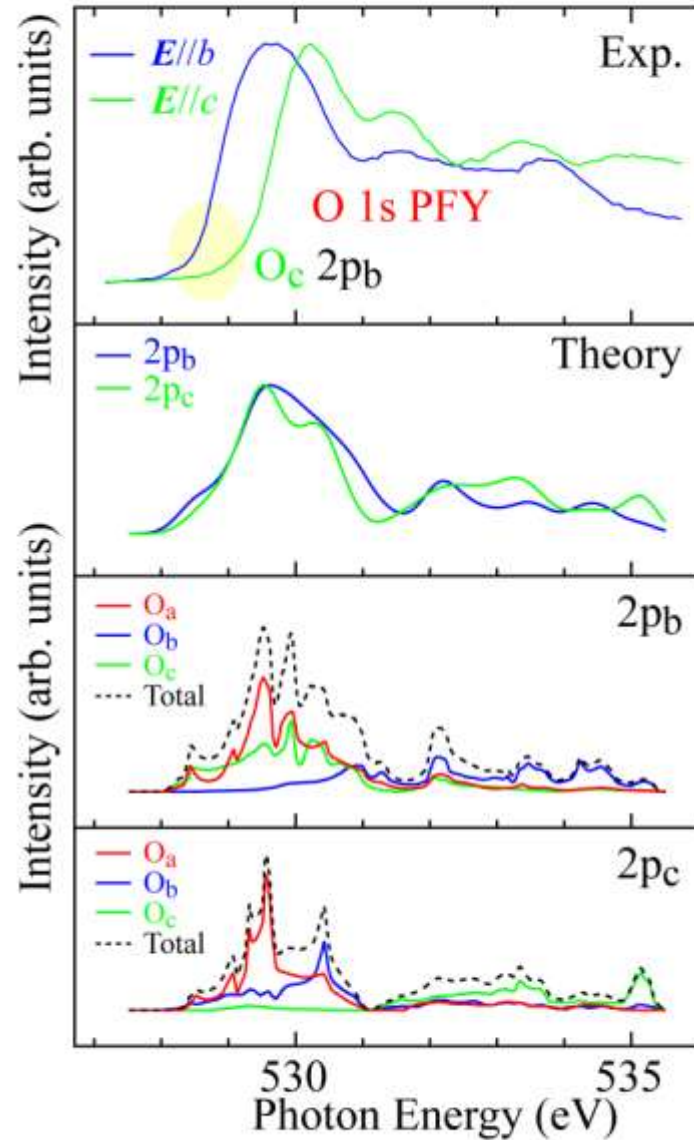 Intensity (arb. units)
E//b
E//c
Exp.
O 1s PFY
Oc 2pb
2pb
2pc
Theory
Intensity (arb. units)
Oa
Ob
Oc
Total
2pb
Oa
Ob
Oc
Total
2pc
530
535
Photon Energy (eV)